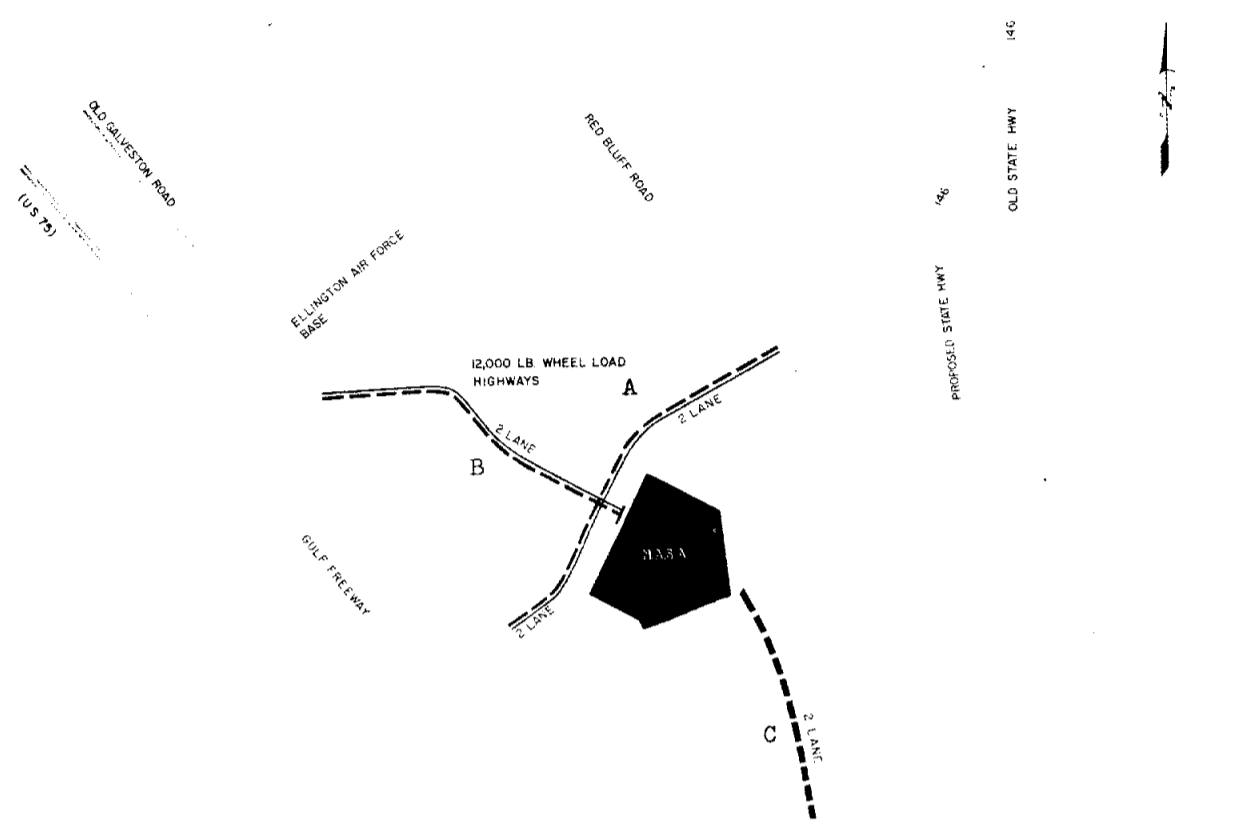 OLD STATE HWY 146
OLD GALVESTON ROAD
(US 75)
RED BLUFF ROAD
PROPOSED STATE HWY 146
ELLINGTON AIR FORCE
BASE
12,000 LB. WHEEL LOAD
HIGHWAYS
A
2 LANE
2 LANE
B
NASA
GULF FREEWAY
2 LANE
C
2 LANE